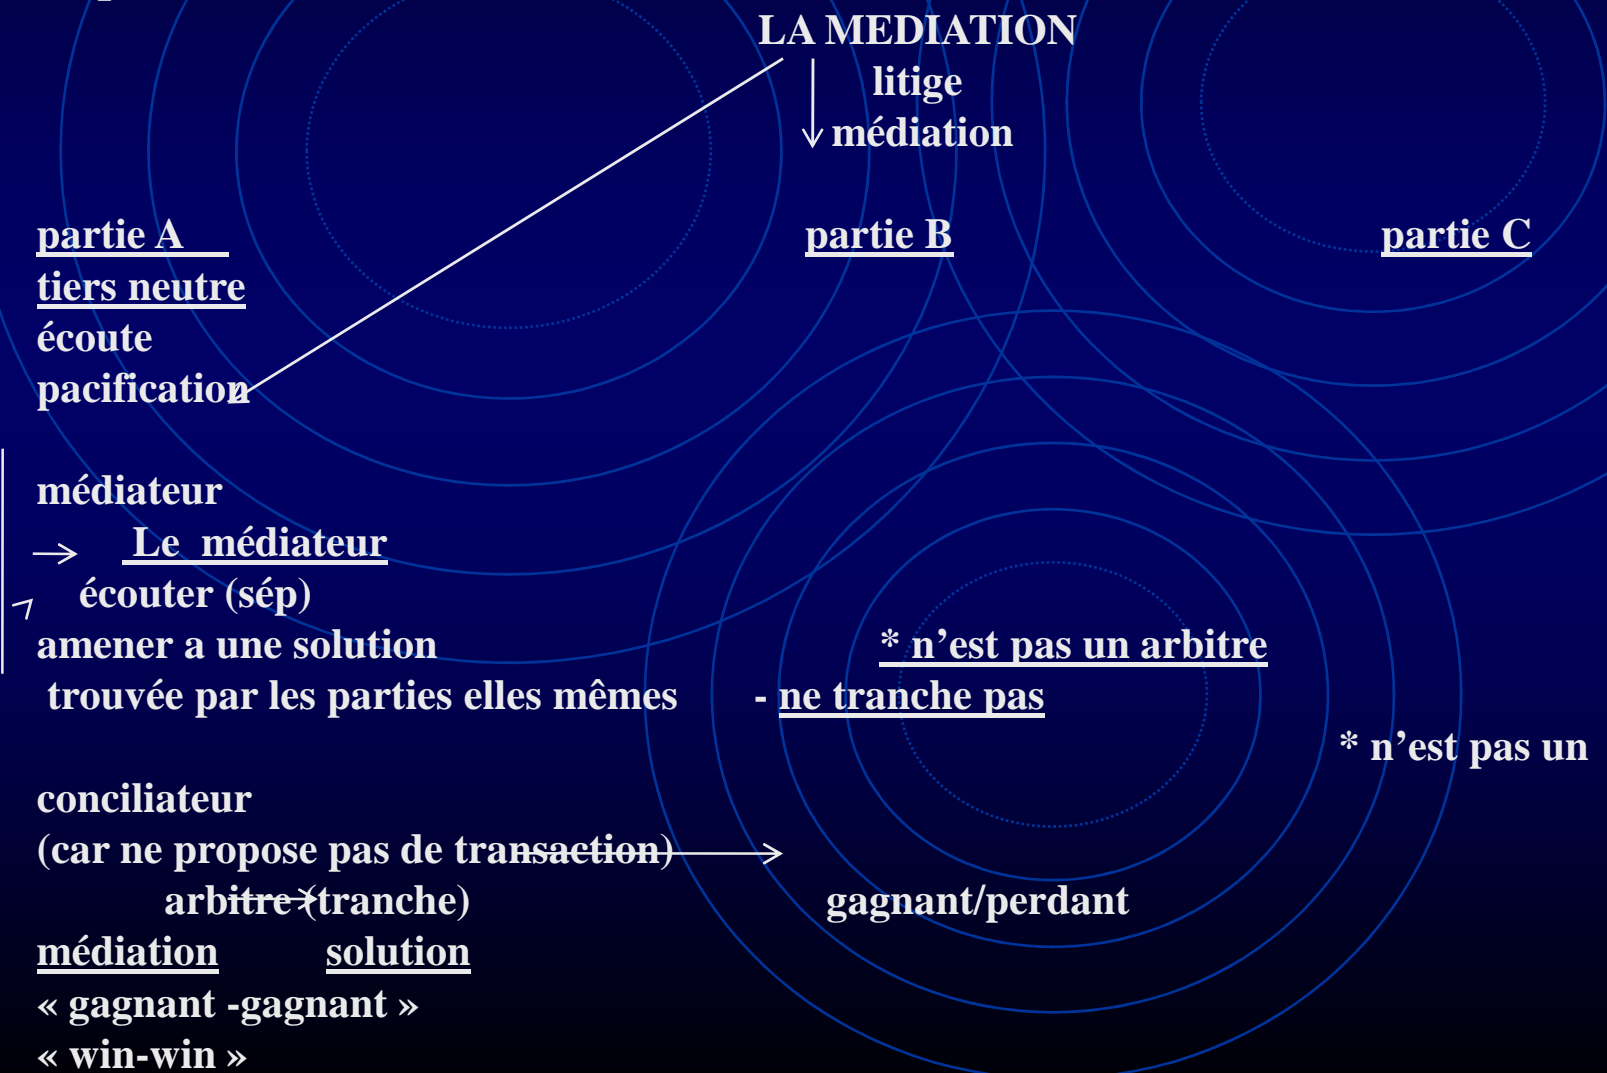 LA MEDIATION
litige
médiation
partie A partie B partie C
tiers neutre
écoute
pacification
médiateur
Le médiateur
écouter (sép)
amener a une solution * n’est pas un arbitre
trouvée par les parties elles mêmes - ne tranche pas
* n’est pas un
conciliateur
(car ne propose pas de transaction)
arbitre (tranche) gagnant/perdant
médiation solution
« gagnant -gagnant »
« win-win »